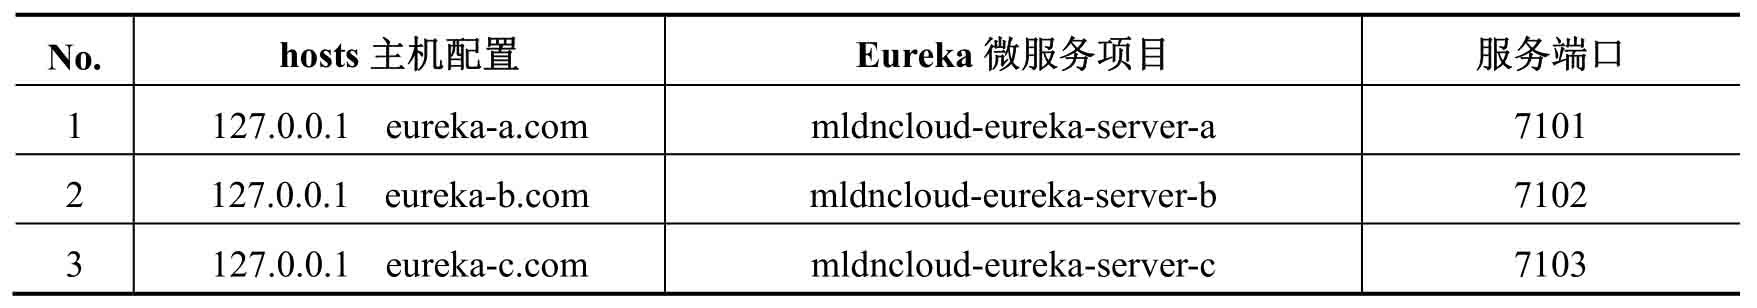 No. hosts 主机配置 Eureka 微服务项目 服务端口
1 127.0.0.1 eureka-a.com mldncloud-eureka-server-a 7101
2 127.0.0.1 eureka-b.com mldncloud-eureka-server-b 7102
3 127.0.0.1 eureka-c.com mldncloud-eureka-server-c 7103